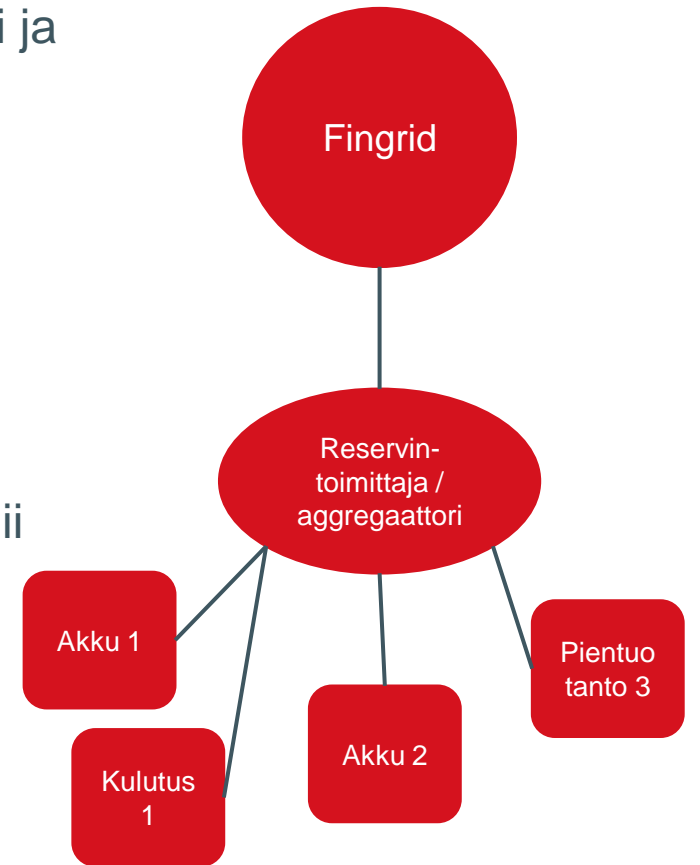 i ja
Fingrid
Reservin-
toimittaja /
aggregaattori
ii
Akku 1
Pientuo
tanto 3
Akku 2
Kulutus
1